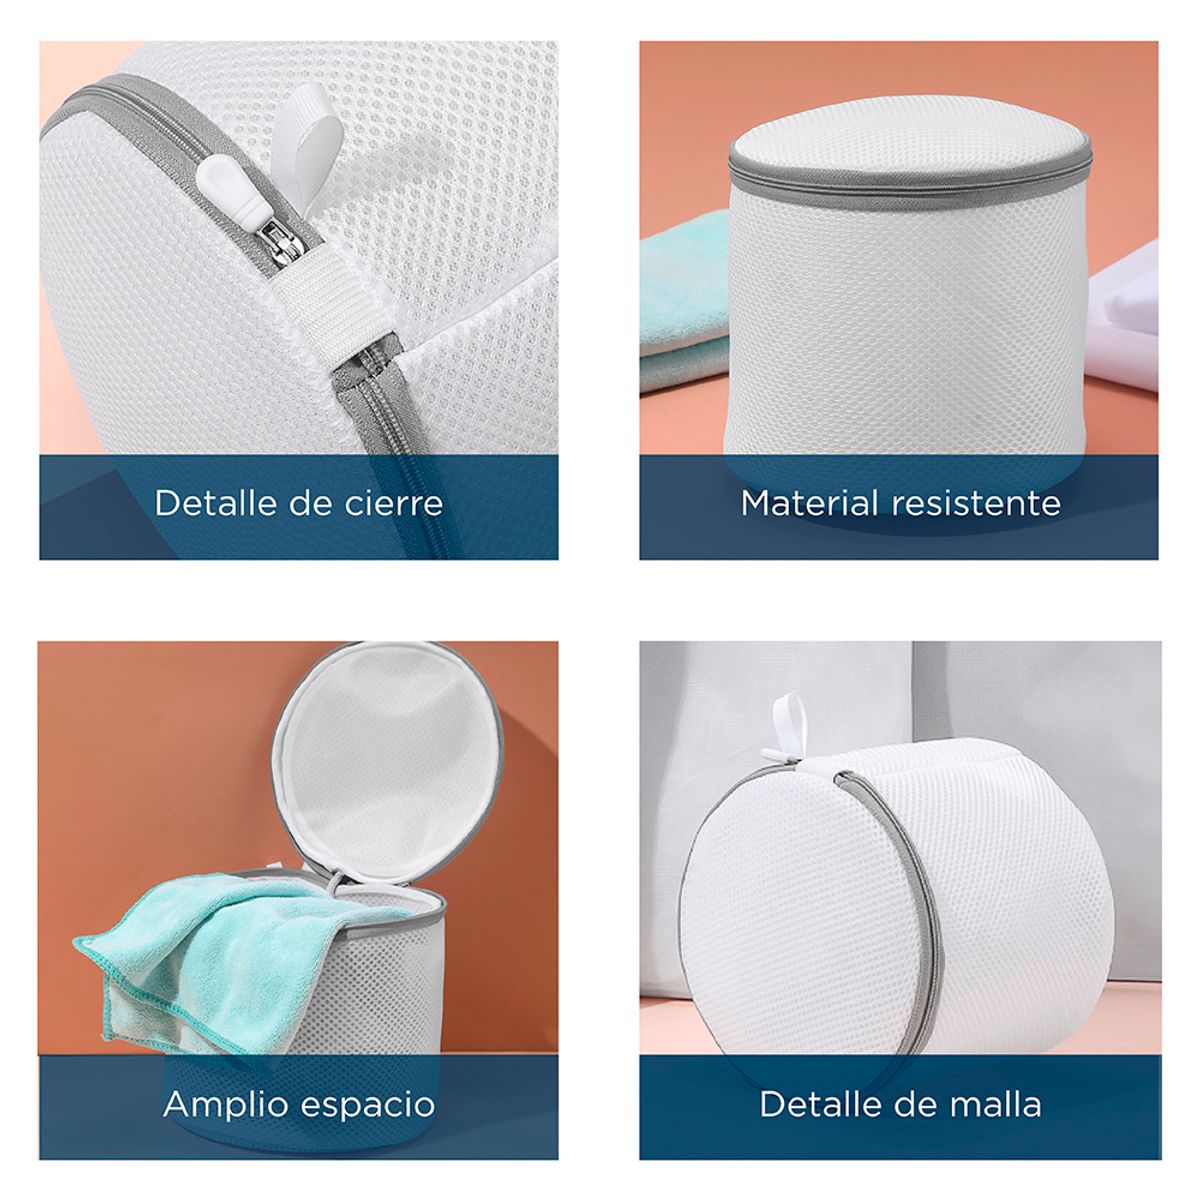 Detalle de cierre
Material resistente
Amplio espacio
Detalle de malla